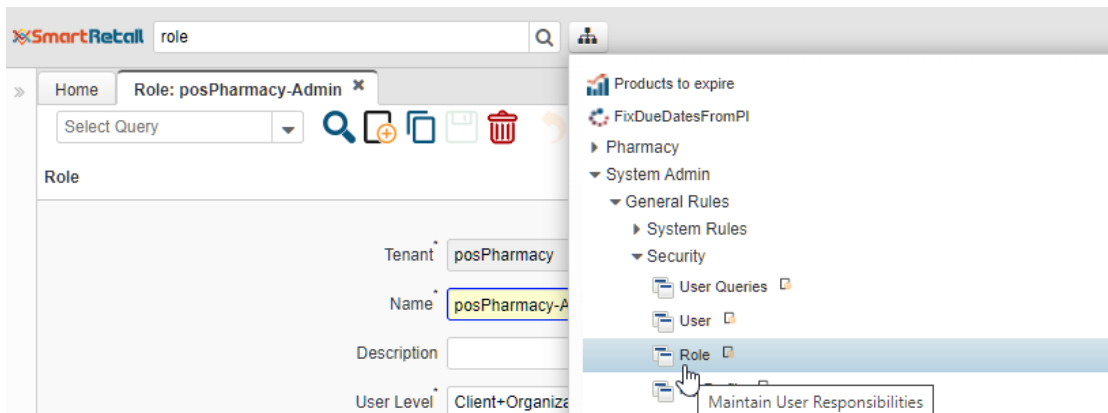 SmartRetail role
Home Role: posPharmacy-Admin
Select Query
Role
Tenant * posPharmacy
Name * posPharmacy-A
Description
User Level * Client+Organiza
Products to expire
FixDueDatesFromPI
Pharmacy
System Admin
General Rules
System Rules
Security
User Queries
User
Role
Maintain User Responsibilities